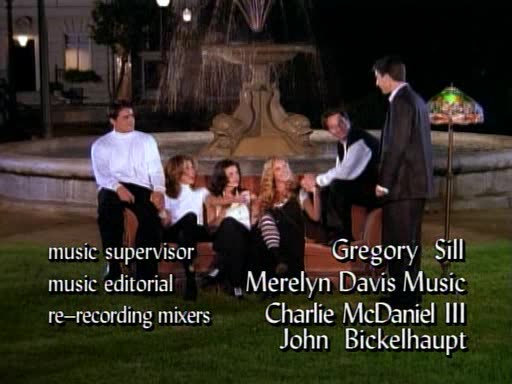 music supervisor Gregory Sill
music editorial Merelyn Davis Music
re-recording mixers Charlie McDaniel III
John Bickelhaupt